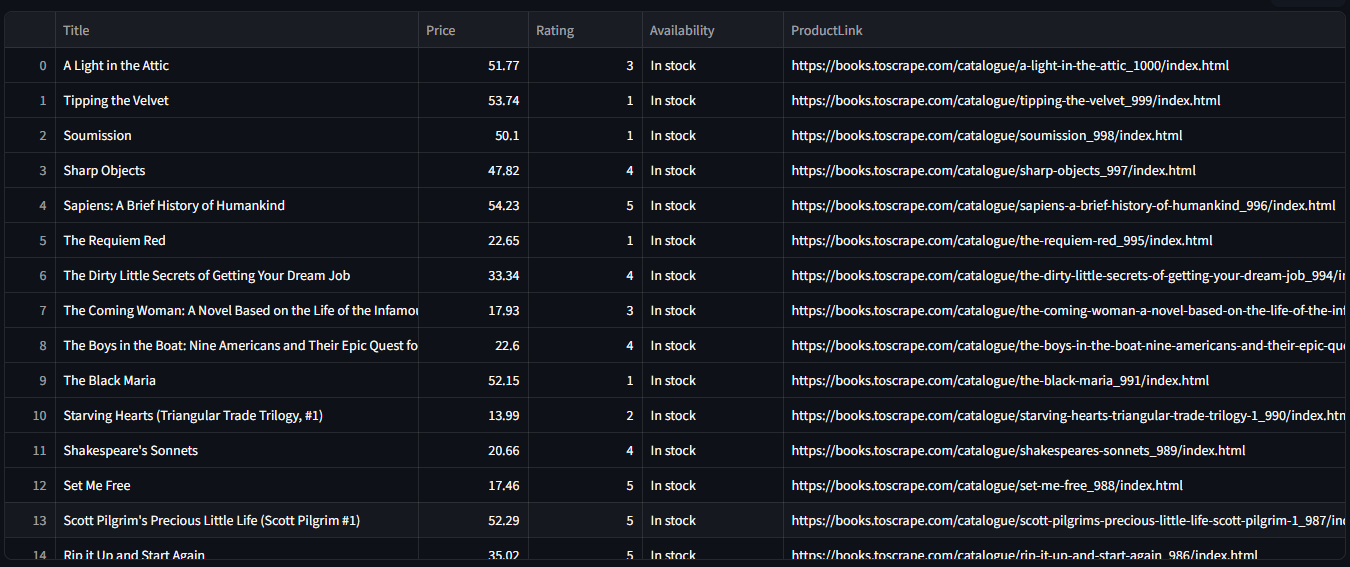 Title Price Rating Availability ProductLink
0 A Light in the Attic 51.77 3 In stock https://books.toscrape.com/catalogue/a-light-in-the-attic_1000/index.html
1 Tipping the Velvet 53.74 1 In stock https://books.toscrape.com/catalogue/tipping-the-velvet_999/index.html
2 Soumission 50.1 1 In stock https://books.toscrape.com/catalogue/soumission_998/index.html
3 Sharp Objects 47.82 4 In stock https://books.toscrape.com/catalogue/sharp-objects_997/index.html
4 Sapiens: A Brief History of Humankind 54.23 5 In stock https://books.toscrape.com/catalogue/sapiens-a-brief-history-of-humankind_996/index.html
5 The Requiem Red 22.65 1 In stock https://books.toscrape.com/catalogue/the-requiem-red_995/index.html
6 The Dirty Little Secrets of Getting Your Dream Job 33.34 4 In stock https://books.toscrape.com/catalogue/the-dirty-little-secrets-of-getting-your-dream-job_994/in
7 The Coming Woman: A Novel Based on the Life of the Infamou 17.93 3 In stock https://books.toscrape.com/catalogue/the-coming-woman-a-novel-based-on-the-life-of-the-inf
8 The Boys in the Boat: Nine Americans and Their Epic Quest fo 22.6 4 In stock https://books.toscrape.com/catalogue/the-boys-in-the-boat-nine-americans-and-their-epic-que
9 The Black Maria 52.15 1 In stock https://books.toscrape.com/catalogue/the-black-maria_991/index.html
10 Starving Hearts (Triangular Trade Trilogy, #1) 13.99 2 In stock https://books.toscrape.com/catalogue/starving-hearts-triangular-trade-trilogy-1_990/index.htm
11 Shakespeare's Sonnets 20.66 4 In stock https://books.toscrape.com/catalogue/shakespeares-sonnets_989/index.html
12 Set Me Free 17.46 5 In stock https://books.toscrape.com/catalogue/set-me-free_988/index.html
13 Scott Pilgrim's Precious Little Life (Scott Pilgrim #1) 52.29 5 In stock https://books.toscrape.com/catalogue/scott-pilgrims-precious-little-life-scott-pilgrim-1_987/ind
14 Rip it Up and Start Again 35.02 5 In stock https://books.toscrape.com/catalogue/rip-it-up-and-start-again_986/index.html